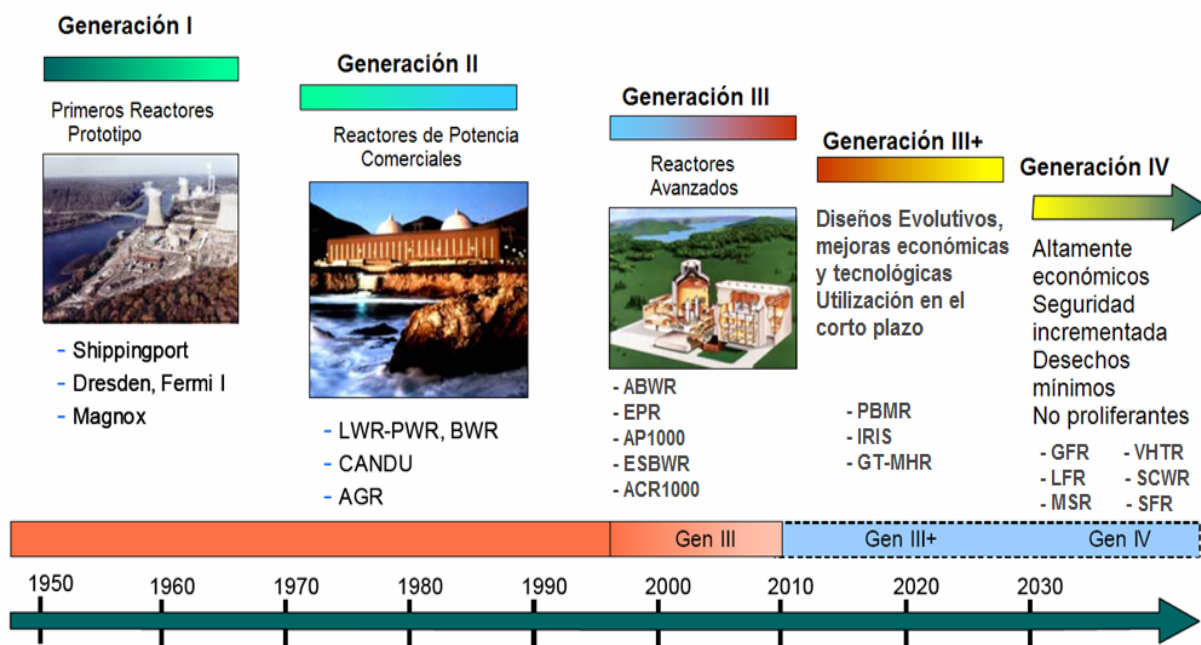 Generación I
Primeros Reactores
Prototipo
- Shippingport
- Dresden, Fermi I
- Magnox
Generación II
Reactores de Potencia
Comerciales
- LWR-PWR, BWR
- CANDU
- AGR
Generación III
Reactores
Avanzados
- ABWR
- EPR
- AP1000
- ESBWR
- ACR1000
Generación III+
Diseños Evolutivos,
mejoras económicas
y tecnológicas
Utilización en el
corto plazo
- PBMR
- IRIS
- GT-MHR
Generación IV
Altamente
económicos
Seguridad
incrementada
Desechos
mínimos
No proliferantes
- GFR - VHTR
- LFR - SCWR
- MSR - SFR
Gen III Gen III+ Gen IV
1950 1960 1970 1980 1990 2000 2010 2020 2030